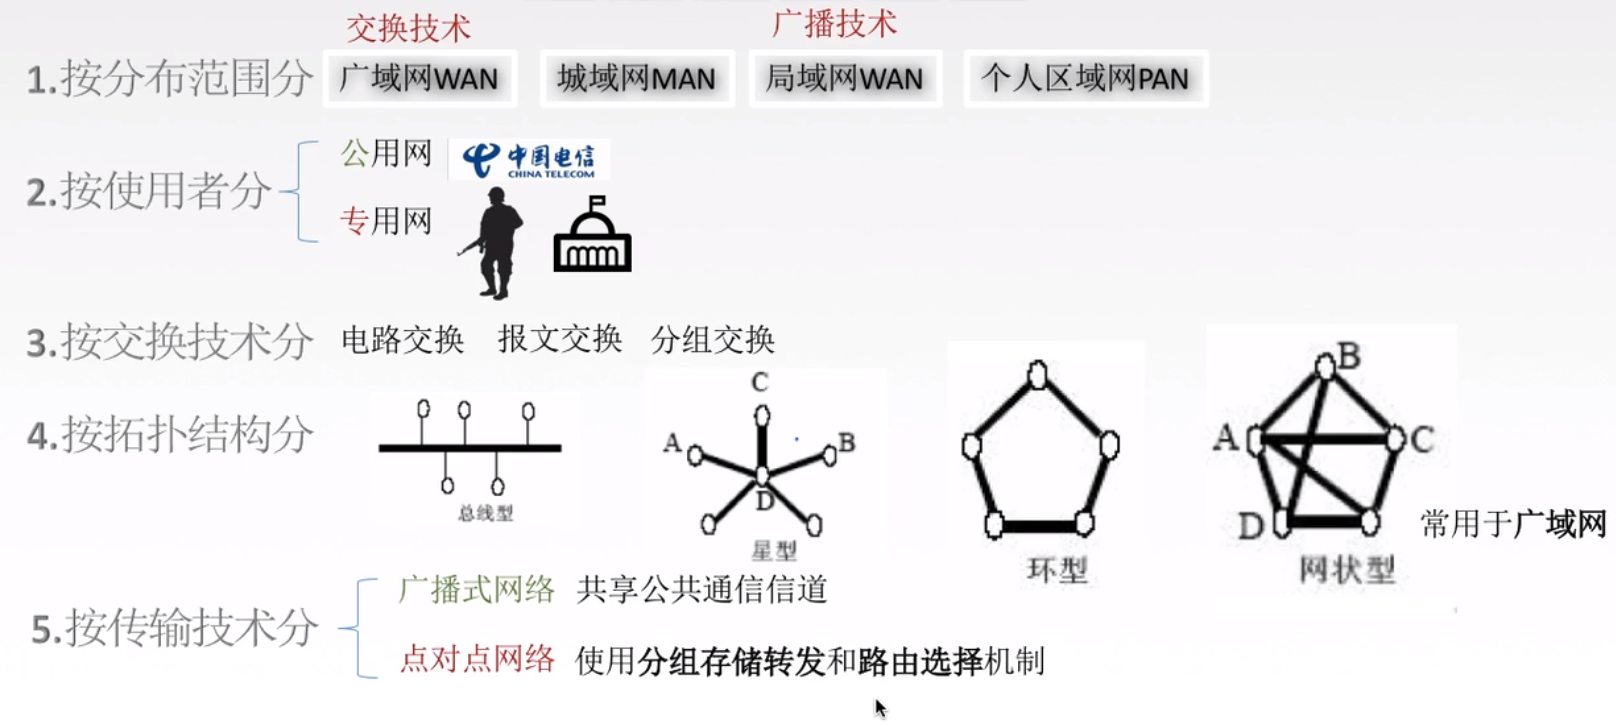 交换技术 广播技术
1.按分布范围分 广域网WAN 城域网MAN 局域网WAN 个人区域网PAN
2.按使用者分
公用网 中国电信
CHINA TELECOM
专用网
3.按交换技术分 电路交换 报文交换 分组交换
4.按拓扑结构分
总线型
C
A B
D
星型
环型
B
A C
D
网状型
常用于广域网
5.按传输技术分
广播式网络 共享公共通信信道
点对点网络 使用分组存储转发和路由选择机制